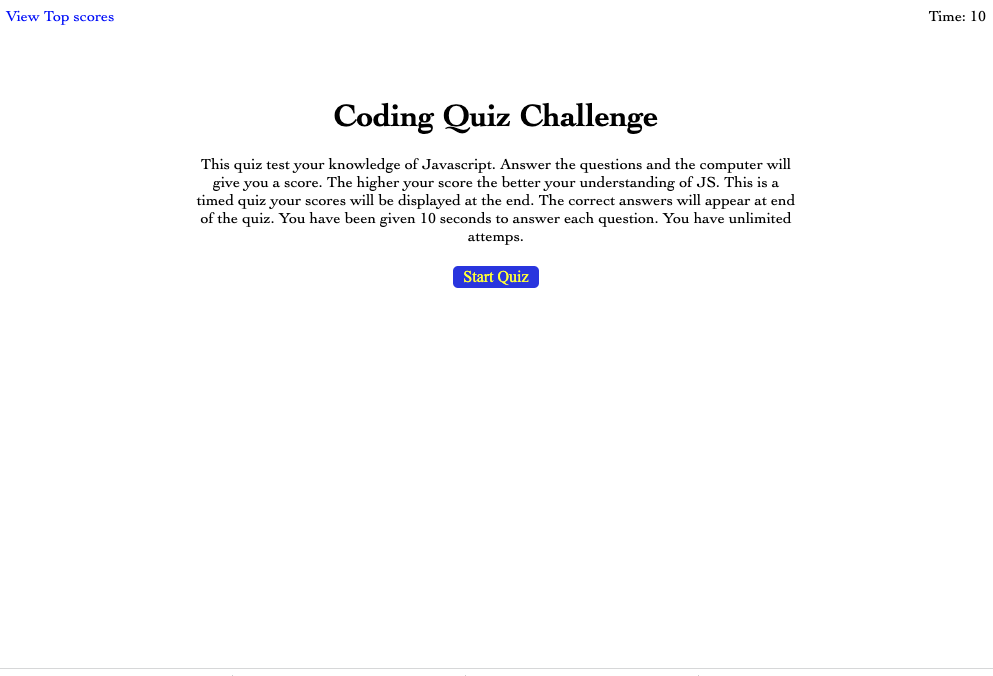 View Top scores
Time: 10
Coding Quiz Challenge
This quiz test your knowledge of Javascript. Answer the questions and the computer will
give you a score. The higher your score the better your understanding of JS. This is a
timed quiz your scores will be displayed at the end. The correct answers will appear at end
of the quiz. You have been given 10 seconds to answer each question. You have unlimited
attemps.
Start Quiz